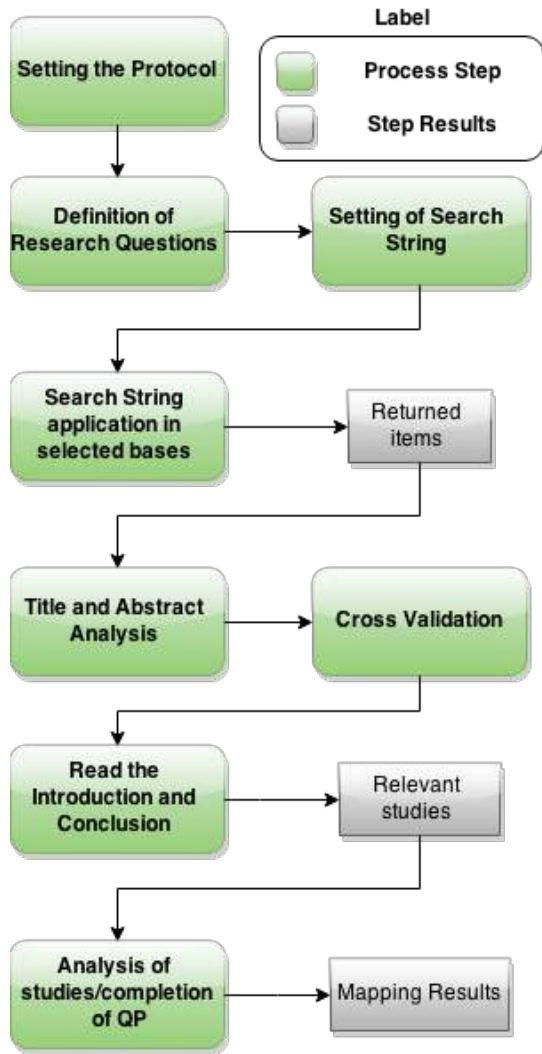 Label
Setting the Protocol
Process Step
Step Results
Definition of
Research Questions
Setting of Search
String
Search String
application in
selected bases
Returned
items
Title and Abstract
Analysis
Cross Validation
Read the
Introduction and
Conclusion
Relevant
studies
Analysis of
studies/completion
of QP
Mapping Results